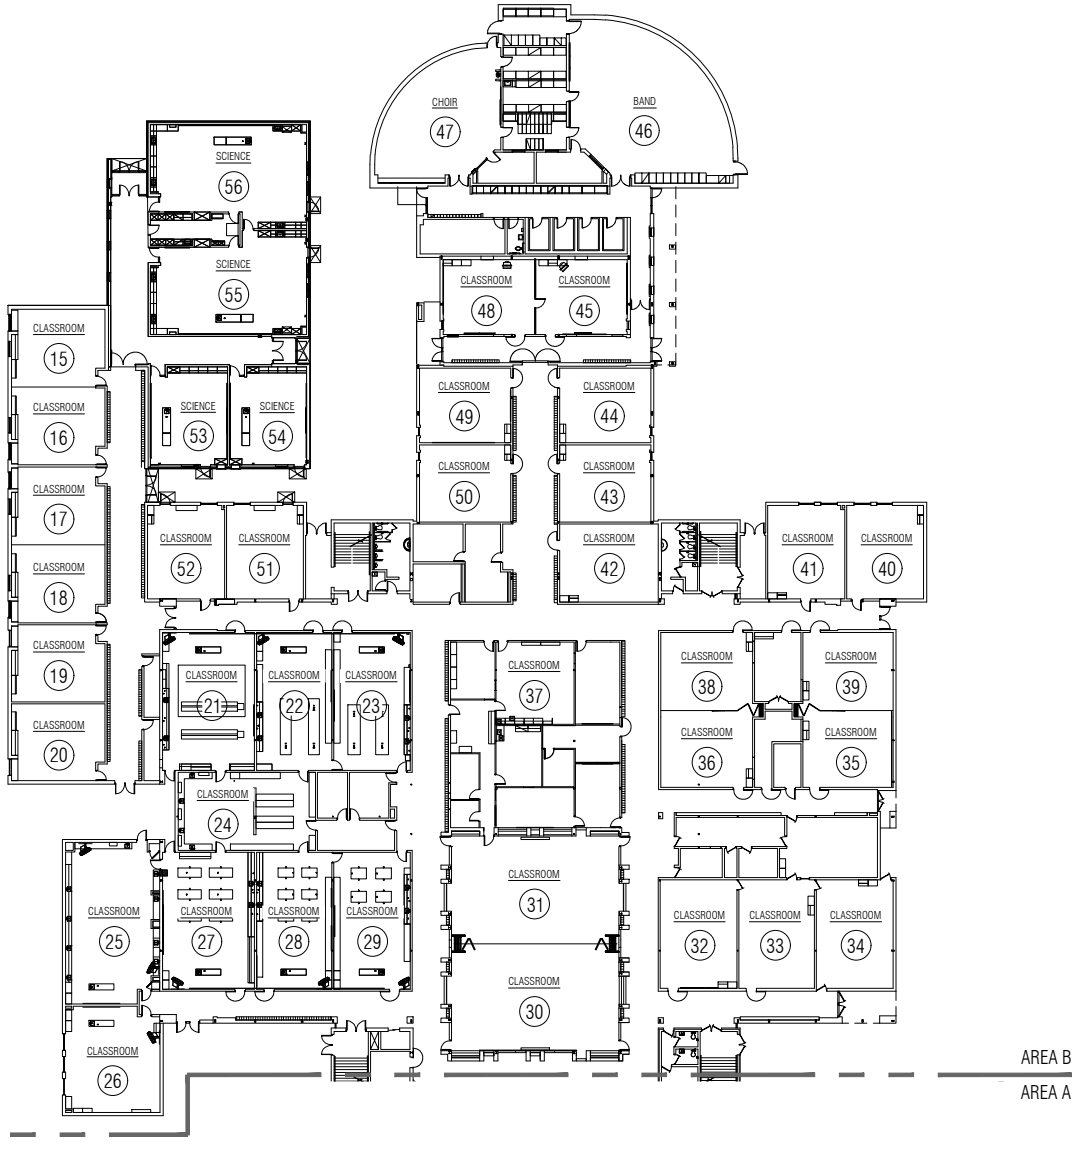 CHOIR
47
BAND
46
SCIENCE
56
SCIENCE
55
CLASSROOM
48
CLASSROOM
45
CLASSROOM
15
CLASSROOM
16
CLASSROOM
17
CLASSROOM
18
CLASSROOM
19
CLASSROOM
20
SCIENCE
53
SCIENCE
54
CLASSROOM
49
CLASSROOM
44
CLASSROOM
50
CLASSROOM
43
CLASSROOM
52
CLASSROOM
51
CLASSROOM
42
CLASSROOM
41
CLASSROOM
40
CLASSROOM
21
CLASSROOM
22
CLASSROOM
23
CLASSROOM
37
CLASSROOM
38
CLASSROOM
39
CLASSROOM
36
CLASSROOM
35
CLASSROOM
24
CLASSROOM
25
CLASSROOM
27
CLASSROOM
28
CLASSROOM
29
CLASSROOM
31
CLASSROOM
32
CLASSROOM
33
CLASSROOM
34
CLASSROOM
30
CLASSROOM
26
AREA B
AREA A